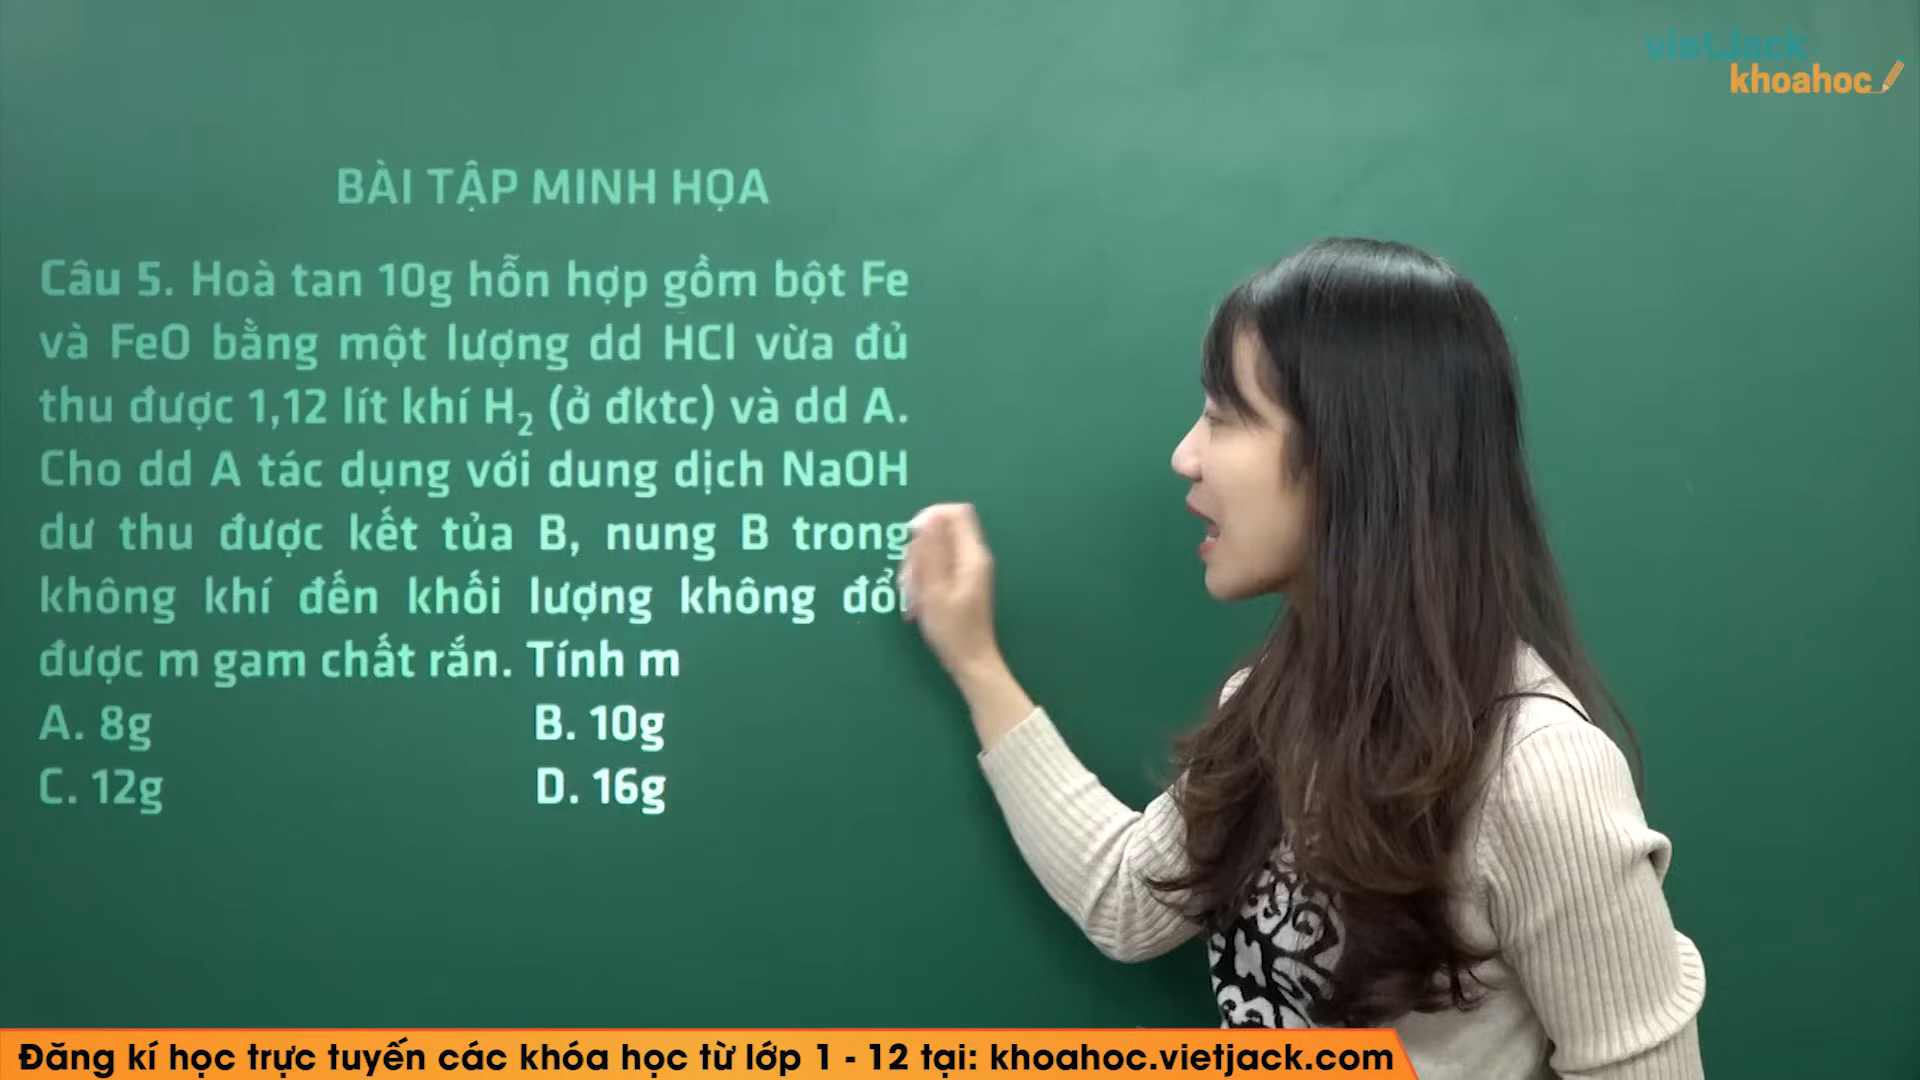 vietJack
khoahoc
BÀI TẬP MINH HỌA
Câu 5. Hoà tan 10g hỗn hợp gồm bột Fe
và FeO bằng một lượng dd HCl vừa đủ
thu được 1,12 lít khí H₂ (ở đktc) và dd A.
Cho dd A tác dụng với dung dịch NaOH
dư thu được kết tủa B, nung B trong
không khí đến khối lượng không đổi
được m gam chất rắn. Tính m
A. 8g B. 10g
C. 12g D. 16g
Đăng kí học trực tuyến các khóa học từ lớp 1 - 12 tại: khoahoc.vietjack.com